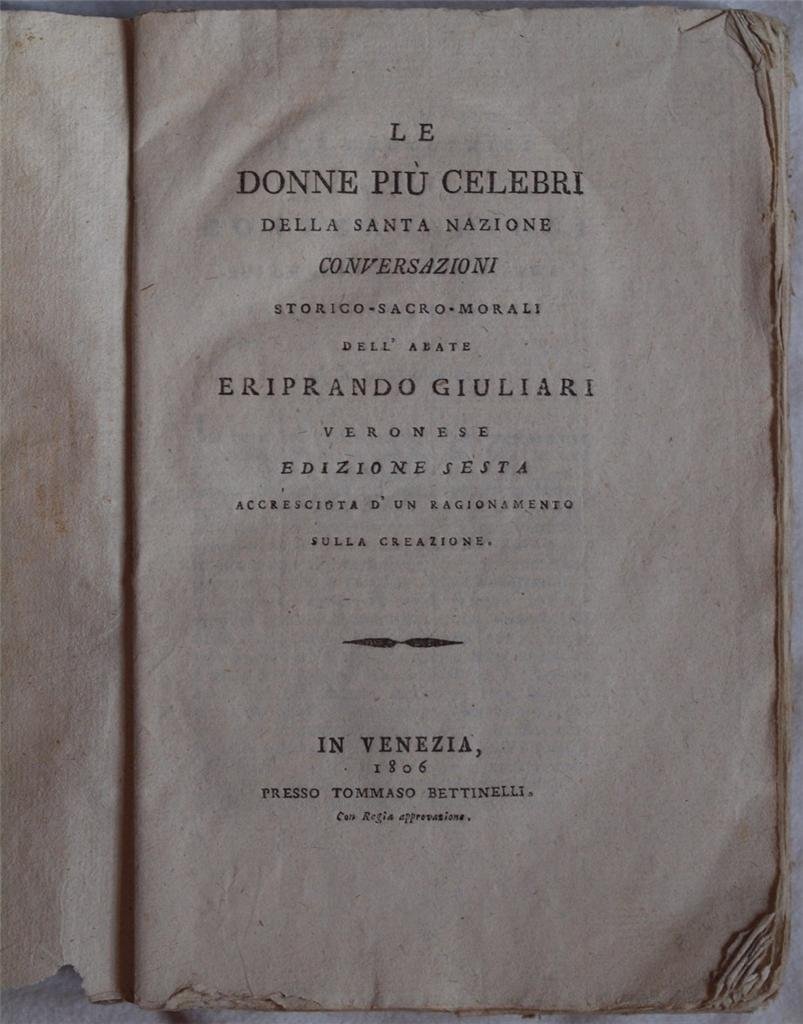 LE
DONNE PIÙ CELEBRI
DELLA SANTA NAZIONE
CONVERSAZIONI
STORICO-SACRO-MORALI
DELL' ABATE
ERIPRANDO GIULIARI
VERONESE
EDIZIONE SESTA
ACCRESCIUTA D' UN RAGIONAMENTO
SULLA CREAZIONE.
IN VENEZIA,
1806
PRESSO TOMMASO BETTINELLI.
Con Regia approvazione.